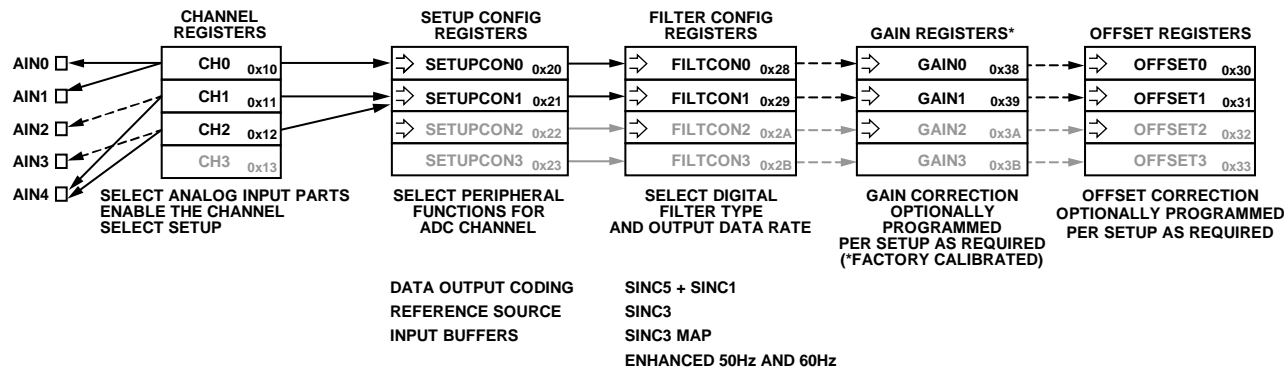 CHANNEL
REGISTERS
SETUP CONFIG
REGISTERS
FILTER CONFIG
REGISTERS
GAIN REGISTERS*
OFFSET REGISTERS
AIN0
AIN1
AIN2
AIN3
AIN4
CH0 0x10
CH1 0x11
CH2 0x12
CH3 0x13
SETUPCON0 0x20
SETUPCON1 0x21
SETUPCON2 0x22
SETUPCON3 0x23
FILTCON0 0x28
FILTCON1 0x29
FILTCON2 0x2A
FILTCON3 0x2B
GAIN0 0x38
GAIN1 0x39
GAIN2 0x3A
GAIN3 0x3B
OFFSET0 0x30
OFFSET1 0x31
OFFSET2 0x32
OFFSET3 0x33
SELECT ANALOG INPUT PARTS
ENABLE THE CHANNEL
SELECT SETUP
SELECT PERIPHERAL
FUNCTIONS FOR
ADC CHANNEL
SELECT DIGITAL
FILTER TYPE
AND OUTPUT DATA RATE
GAIN CORRECTION
OPTIONALLY
PROGRAMMED
PER SETUP AS REQUIRED
(*FACTORY CALIBRATED)
OFFSET CORRECTION
OPTIONALLY PROGRAMMED
PER SETUP AS REQUIRED
DATA OUTPUT CODING
REFERENCE SOURCE
INPUT BUFFERS
SINC5 + SINC1
SINC3
SINC3 MAP
ENHANCED 50Hz AND 60Hz